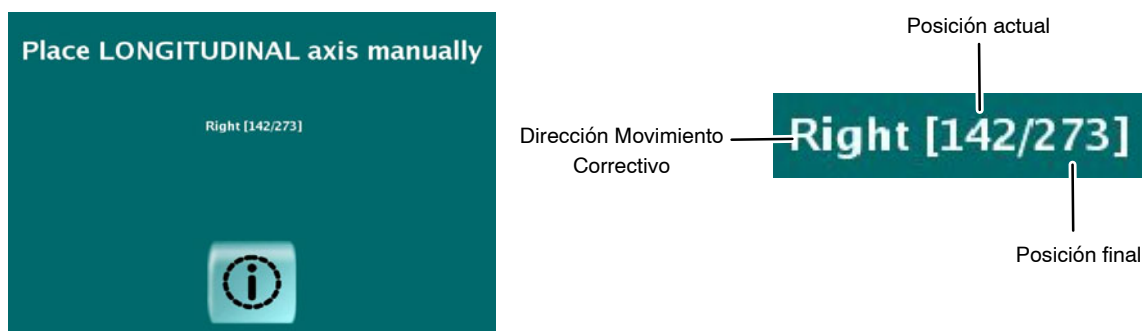 Place LONGITUDINAL axis manually
Right [142/273]
Posición actual
Dirección Movimiento
Correctivo
Right [142/273]
Posición final